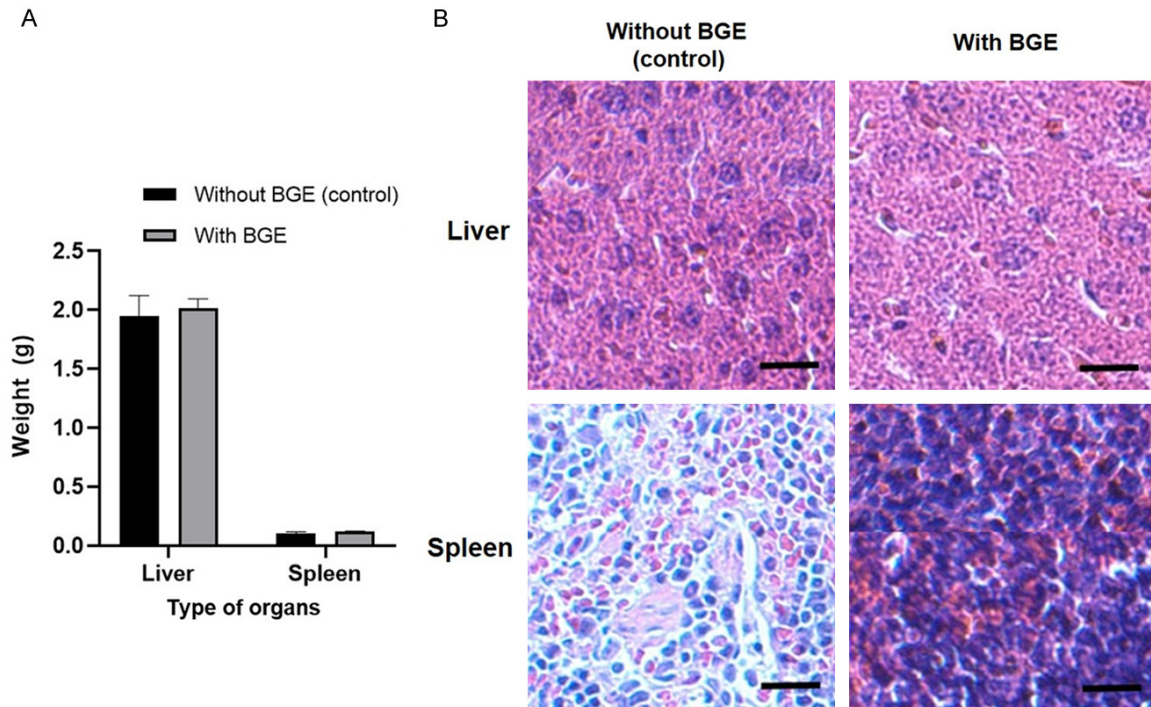 A
Without BGE (control)
With BGE
2.5
2.0
1.5
1.0
0.5
0.0
Weight (g)
Liver
Spleen
Type of organs
B
Without BGE
(control)
With BGE
Liver
Spleen